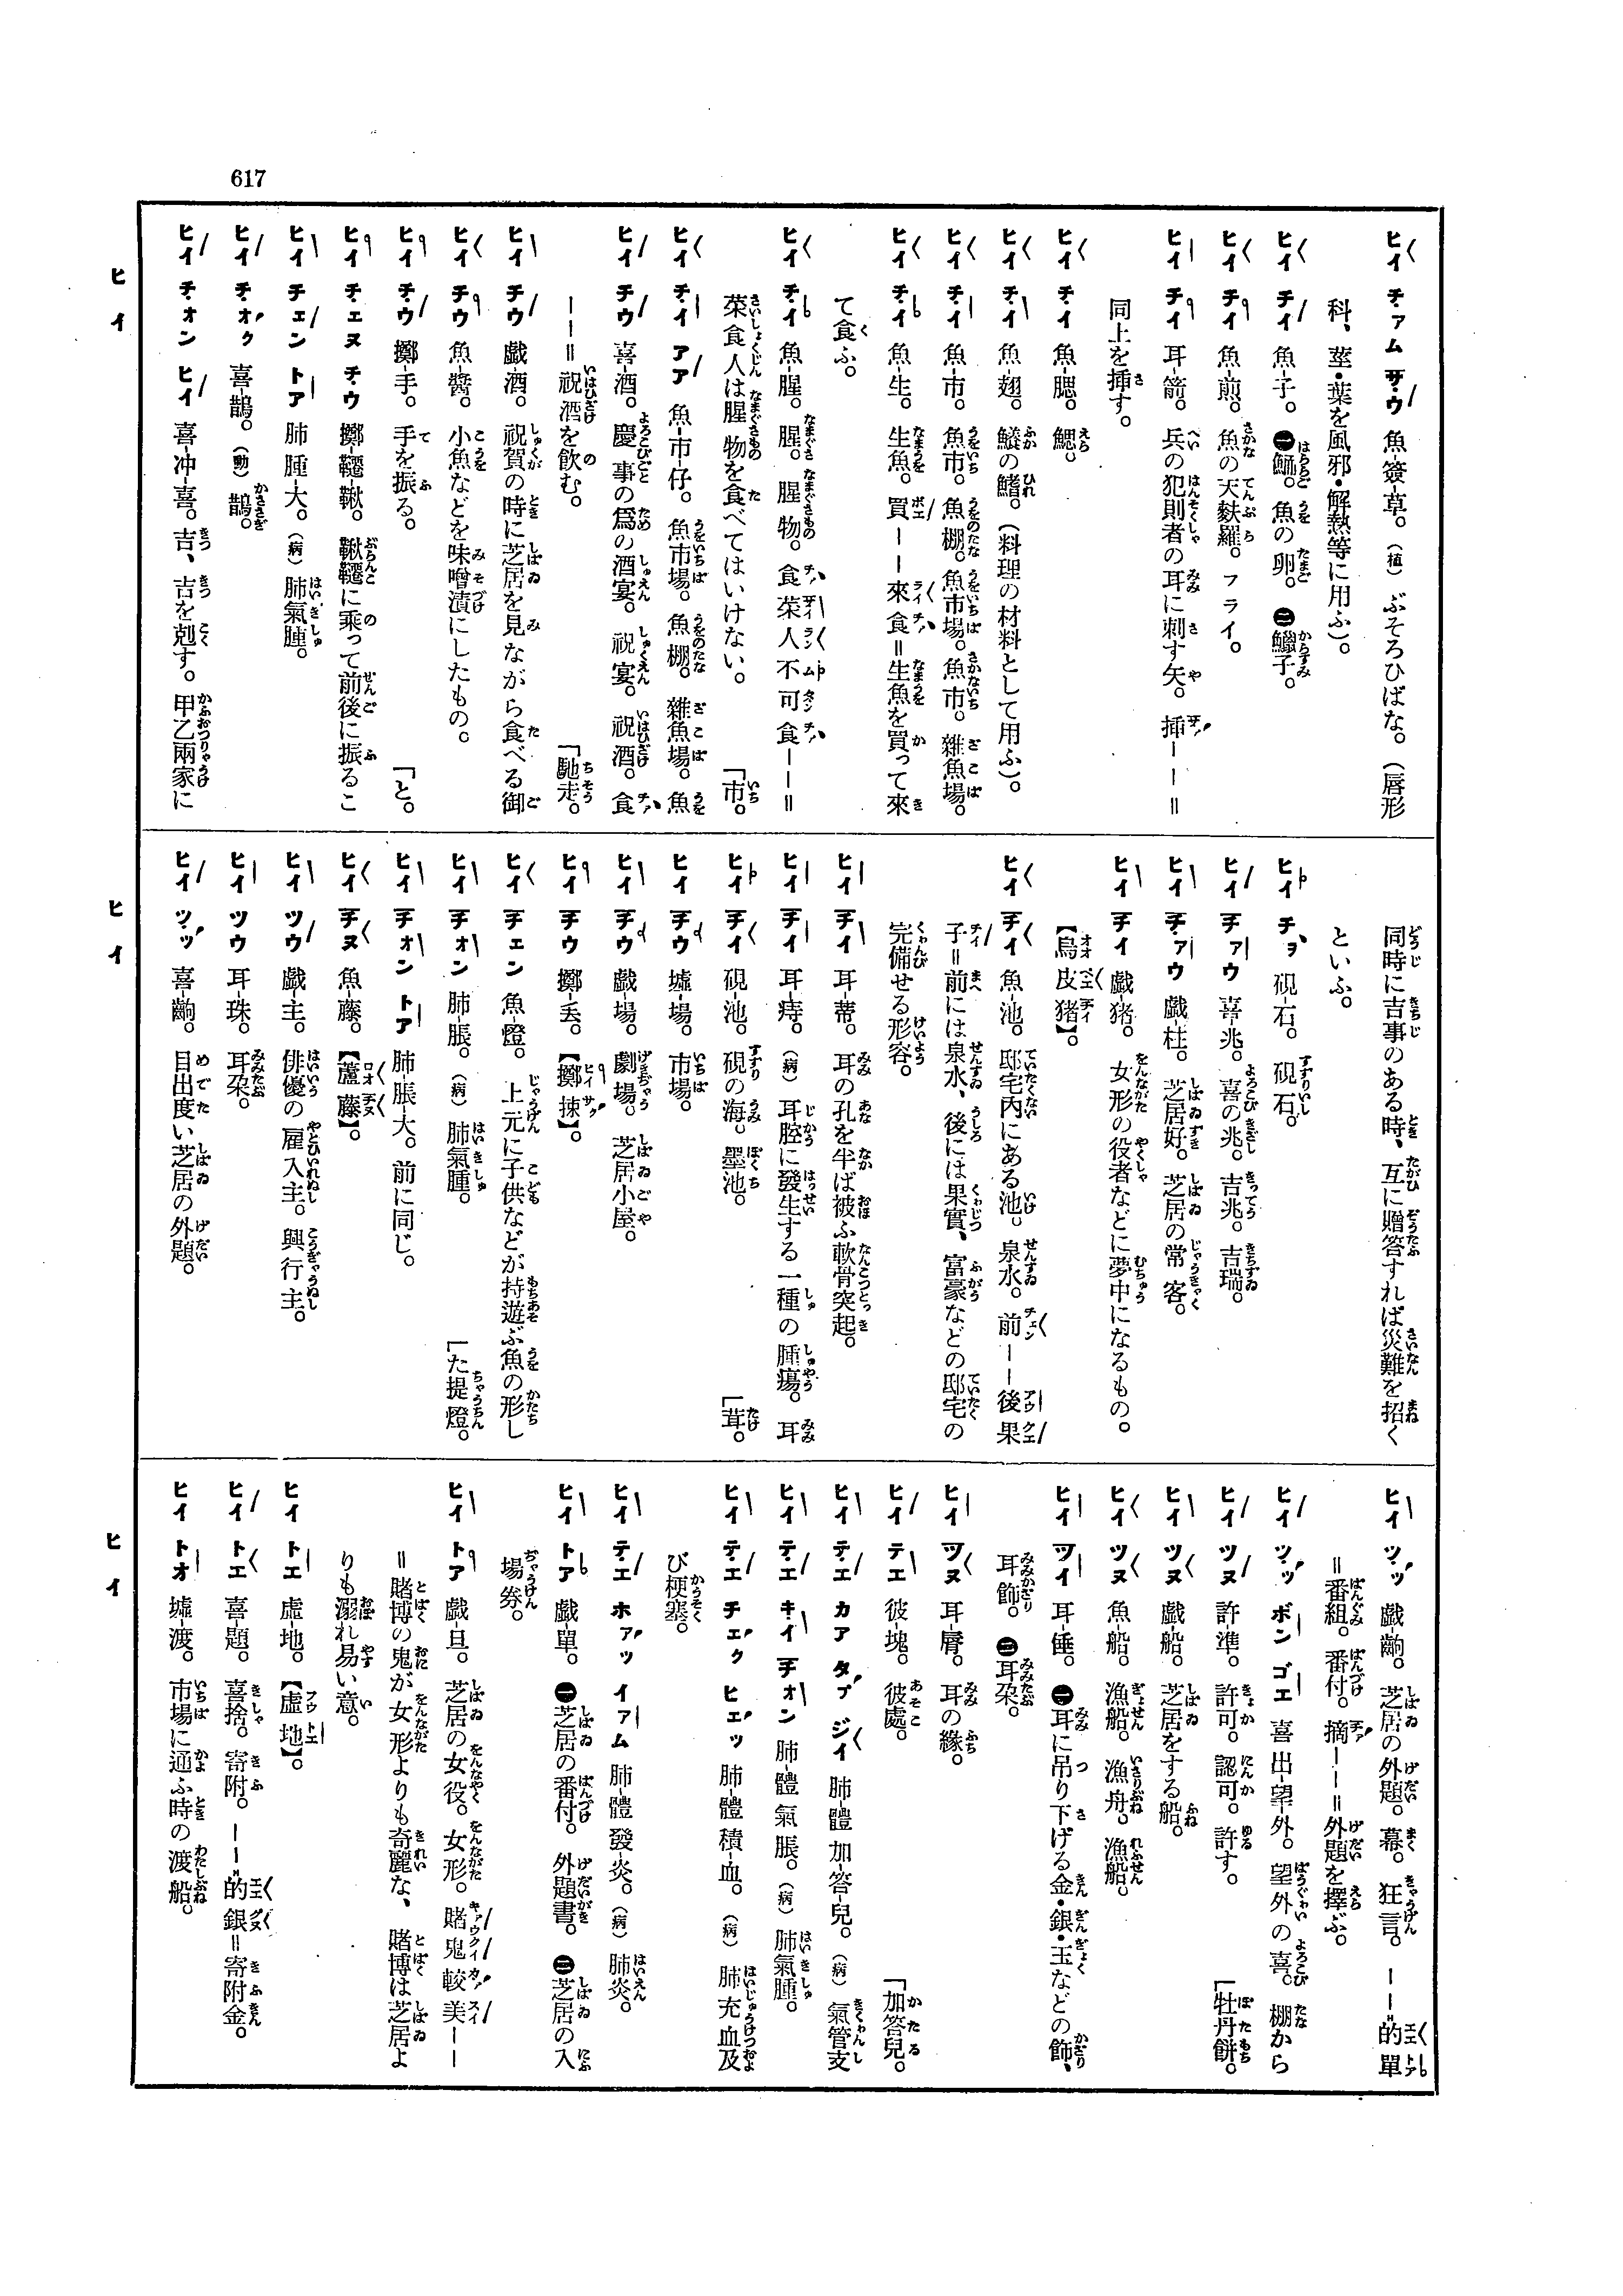 617
ヒイ チァム サウ 魚-簽-草。(植) ぶそろひばな。(唇形
科、莖・葉を風邪・解熱等に用ふ)。
ヒイ チイ 魚-子。㊀鯑。魚の卵。㊁鱲子。
ヒイ チイ 魚-煎。魚の天麩羅。フライ。
ヒイ チイ 耳-箭。兵の犯則者の耳に刺す矢。揷——=
同上を揷す。
ヒイ チイ 魚-腮。鰓。
ヒイ チイ 魚-翅。鱶の鰭。(料理の材料として用ふ)。
ヒイ チイ 魚-市。魚市。魚棚。魚市場。魚市。雜魚場。
ヒイ チイ 魚-生。生魚。買——來食=生魚を買って來
て食ふ。
ヒイ チイ 魚-腥。腥。腥物。食菜人不可食——=
菜食人は腥物を食べてはいけない。
ヒイ チイ アア 魚-市-仔。魚市場。魚棚。雜魚場。魚
「市。
ヒイ チウ 喜-酒。慶事の爲の酒宴。祝宴。祝酒。食
——=祝酒を飮む。
ヒイ チウ 戲-酒。祝賀の時に芝居を見ながら食べる御
「馳走。
ヒイ チウ 魚-醬。小魚などを味噌漬にしたもの。
ヒイ チウ 擲-手。手を振る。
ヒイ チェヌ チウ 擲-韆-鞦。鞦韆に乘って前後に振るこ
「と。
ヒイ チェン トア 肺-腫-大。(病) 肺氣腫。
ヒイ チオク 喜-鵲。(動) 鵲。
ヒイ チォン ヒイ 喜-冲-喜。吉、吉を剋す。甲乙兩家に
ヒイ
同時に吉事のある時、互に贈答すれば災難を招く
といふ。
ヒイ チヲ 硯-石。硯石。
ヒイ チァウ 喜-兆。喜の兆。吉兆。吉瑞。
ヒイ チァウ 戲-柱。芝居好。芝居の常客。
ヒイ チイ 戲-猪。女形の役者などに夢中になるもの。
【烏皮猪】。
ヒイ チイ 魚-池。邸宅內にある池。泉水。前——後果
子=前には泉水、後には果實、富豪などの邸宅の
完備せる形容。
ヒイ チイ 耳-蒂。耳の孔を半ば被ふ軟骨突起。
ヒイ チイ 耳-痔。(病) 耳腔に發生する一種の腫瘍。耳
「茸。
ヒイ チイ 硯-池。硯の海。墨池。
ヒイ チウ 墟-場。市場。
ヒイ チウ 戲-場。劇場。芝居小屋。
ヒイ チウ 擲-丢。【擲揀】。
ヒイ チェン 魚-燈。上元に子供などが持遊ぶ魚の形し
「た提燈。
ヒイ チォン 肺-脹。(病) 肺氣腫。
ヒイ チォン トア 肺-脹-大。前に同じ。
ヒイ チヌ 魚-藤。【蘆藤】。
ヒイ ツウ 戲-主。俳優の雇入主。興行主。
ヒイ ツウ 耳-珠。耳朶。
ヒイ ツッ 喜-齣。目出度い芝居の外題。
ヒイ
ヒイ ツッ 戲-齣。芝居の外題。幕。狂言。——的單
=番組。番付。摘——=外題を擇ぶ。
ヒイ ツッ ボン ゴエ 喜-出-望-外。望外の喜。棚から
「牡丹餠。
ヒイ ツヌ 許-準。許可。認可。許す。
ヒイ ツヌ 戲-船。芝居をする船。
ヒイ ツヌ 魚-船。漁船。漁舟。漁船。
ヒイ ツイ 耳-錘。㊀耳に吊り下げる金・銀・玉などの飾、
耳飾。㊁耳朶。
ヒイ ツヌ 耳-脣。耳の緣。
ヒイ テエ 彼-塊。彼處。
ヒイ テエ カア タプ ジイ 肺-體 加-答-兒。(病) 氣管支
「加答兒。
ヒイ テエ キイ チォン 肺-體 氣 脹。(病) 肺氣腫。
ヒイ テエ チェク ヒェッ 肺-體 積-血。(病) 肺充血及
び梗塞。
ヒイ テエ ホァッ イァム 肺-體 發-炎。(病) 肺炎。
ヒイ トア 戲-單。㊀芝居の番付。外題書。㊁芝居の入
場券。
ヒイ トア 戲-旦。芝居の女役。女形。賭鬼較美——
=賭博の鬼が女形よりも奇麗な、賭博は芝居よ
りも溺れ易い意。
ヒイ トエ 虛-地。【虛地】。
ヒイ トエ 喜-題。喜捨。寄附。——的銀=寄附金。
ヒイ トオ 墟-渡。市場に通ふ時の渡船。
ヒイ